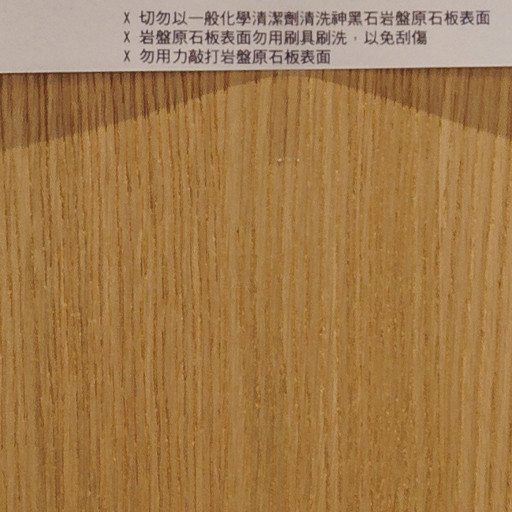 X 切勿以一般化學清潔劑清洗神黑石岩盤原石板表面
X 岩盤原石板表面勿用刷具刷洗，以免刮傷
X 勿用力敲打岩盤原石板表面